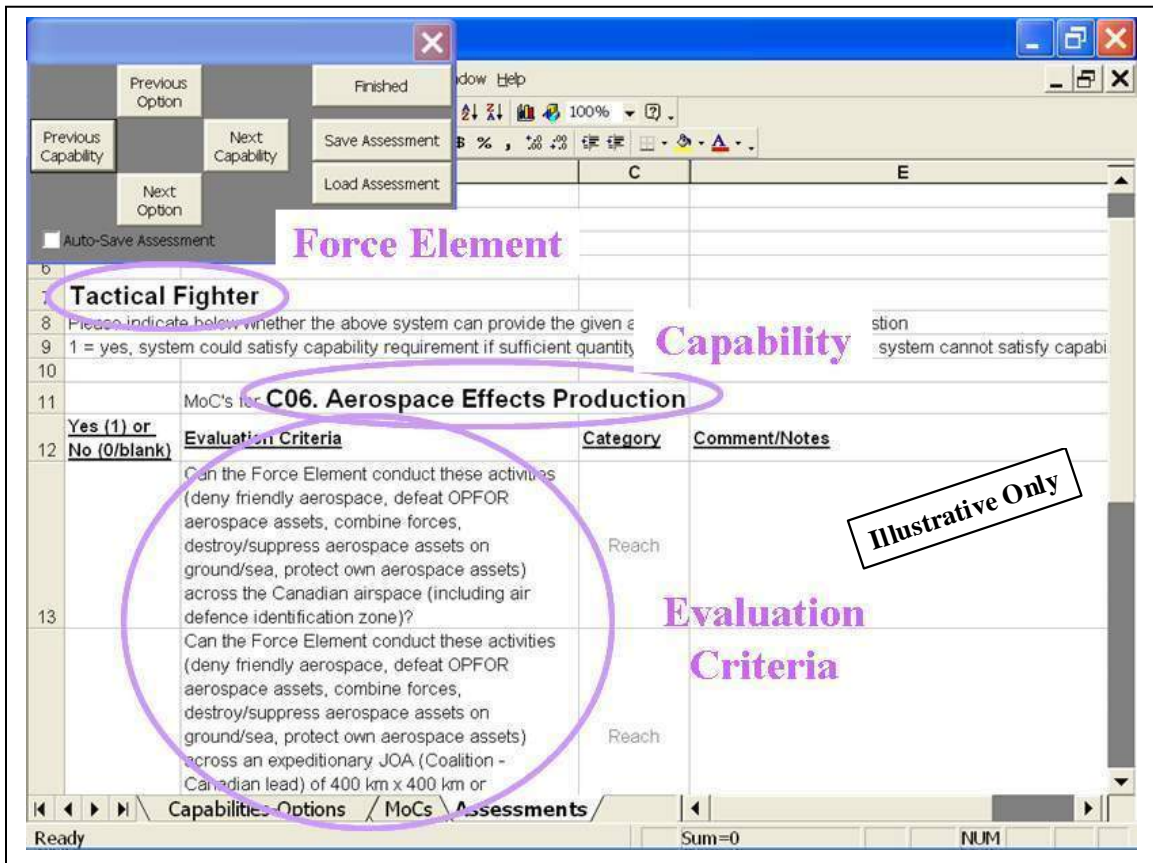 Previous
Option
Finished
Previous
Capability
Next
Capability
Save Assessment
Next
Option
Load Assessment
Auto-Save Assessment
dow Help
100%
$ % ,
C E
Force Element
6
7 Tactical Fighter
8 Please indicate below whether the above system can provide the given a stion
Capability
9 1 = yes, system could satisfy capability requirement if sufficient quantity system cannot satisfy capabi
10
11 MoC's for C06. Aerospace Effects Production
12 Yes (1) or
No (0/blank)
Evaluation Criteria
Category
Comment/Notes
13
Can the Force Element conduct these activities
(deny friendly aerospace, defeat OPFOR
aerospace assets, combine forces,
destroy/suppress aerospace assets on
ground/sea, protect own aerospace assets)
across the Canadian airspace (including air
defence identification zone)?
Reach
Illustrative Only
Can the Force Element conduct these activities
(deny friendly aerospace, defeat OPFOR
aerospace assets, combine forces,
destroy/suppress aerospace assets on
ground/sea, protect own aerospace assets)
across an expeditionary JOA (Coalition -
Canadian lead) of 400 km x 400 km or
Reach
Evaluation
Criteria
Capabilities-Options / MoCs \ Assessments /
Ready
Sum=0
NUM